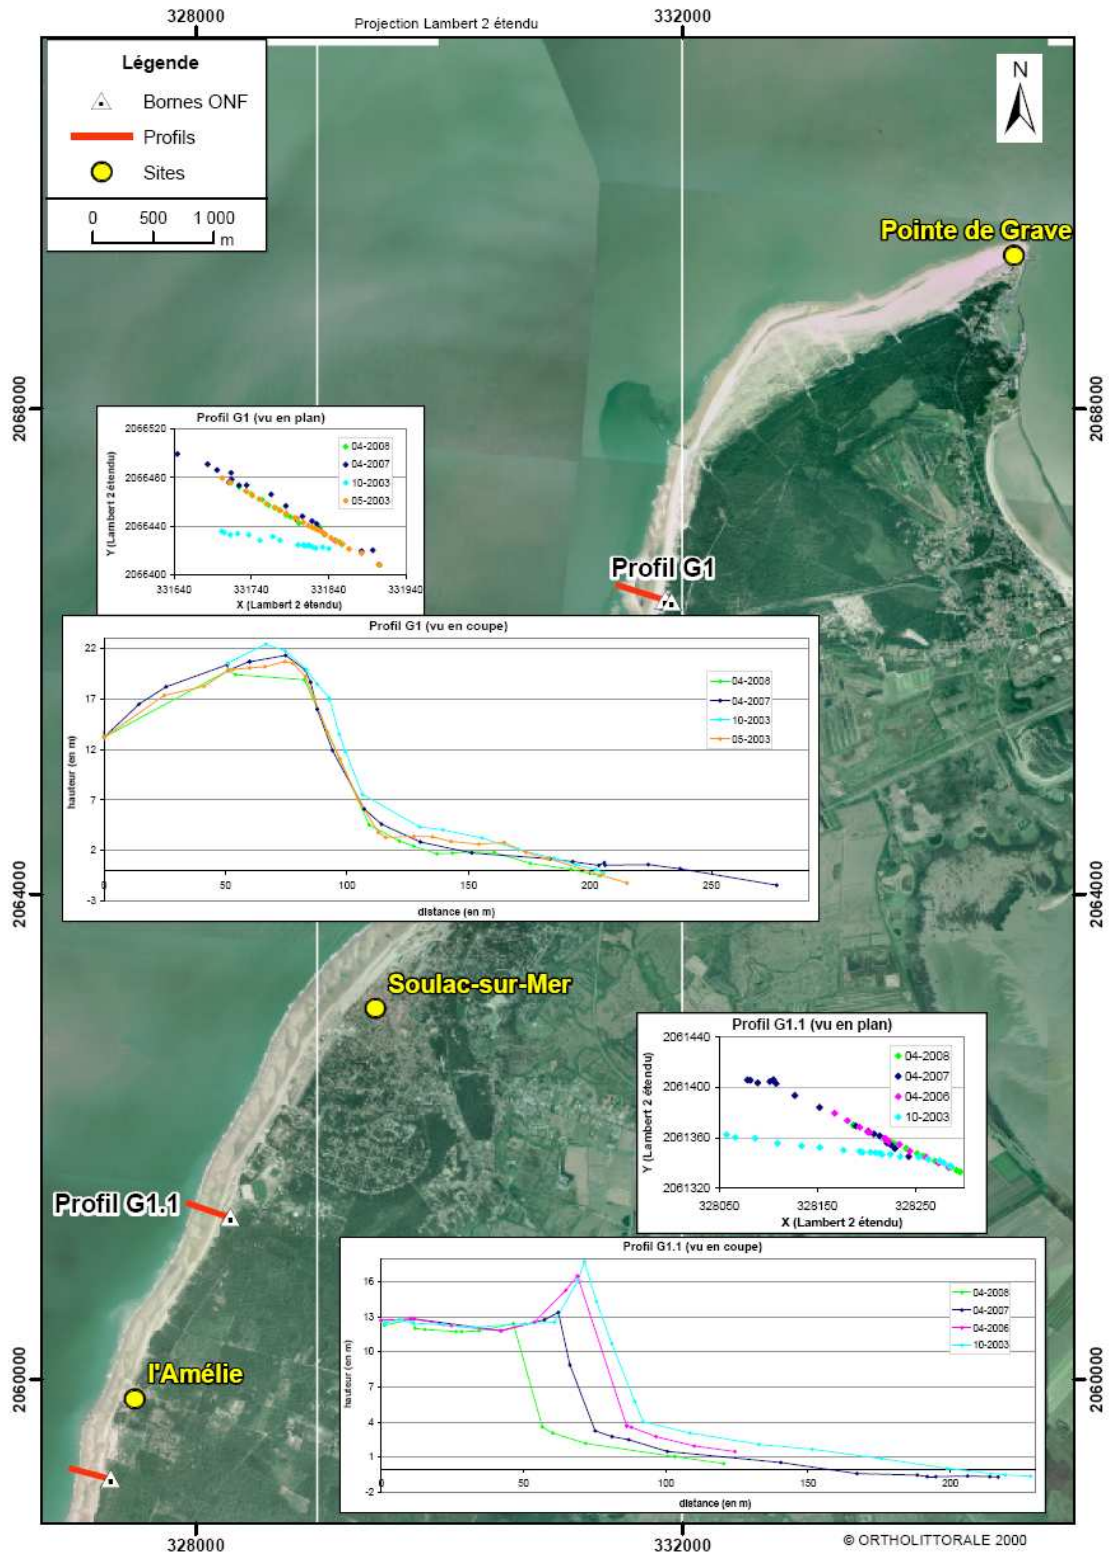 328000
332000
Projection Lambert 2 étendu
Légende
Bornes ONF
Profils
Sites
0 500 1 000
m
N
Pointe de Grave
2068000
2068000
Profil G1 (vu en plan)
Y (Lambert 2 étendu)
2066520
2066480
2066440
2066400
04-2008
04-2007
10-2003
05-2003
331640 331740 331840 331940
X (Lambert 2 étendu)
Profil G1
Profil G1 (vu en coupe)
hauteur (en m)
22
17
12
7
2
-3
04-2008
04-2007
10-2003
05-2003
0 50 100 150 200 250
distance (en m)
2064000
2064000
Soulac-sur-Mer
Profil G1.1 (vu en plan)
Y (Lambert 2 étendu)
2061440
2061400
2061360
2061320
04-2008
04-2007
04-2006
10-2003
328050 328150 328250
X (Lambert 2 étendu)
Profil G1.1
Profil G1.1 (vu en coupe)
hauteur (en m)
16
13
10
7
4
1
-2
04-2008
04-2007
04-2006
10-2003
0 50 100 150 200
distance (en m)
l'Amélie
2060000
2060000
328000
332000
© ORTHOLITTORALE 2000